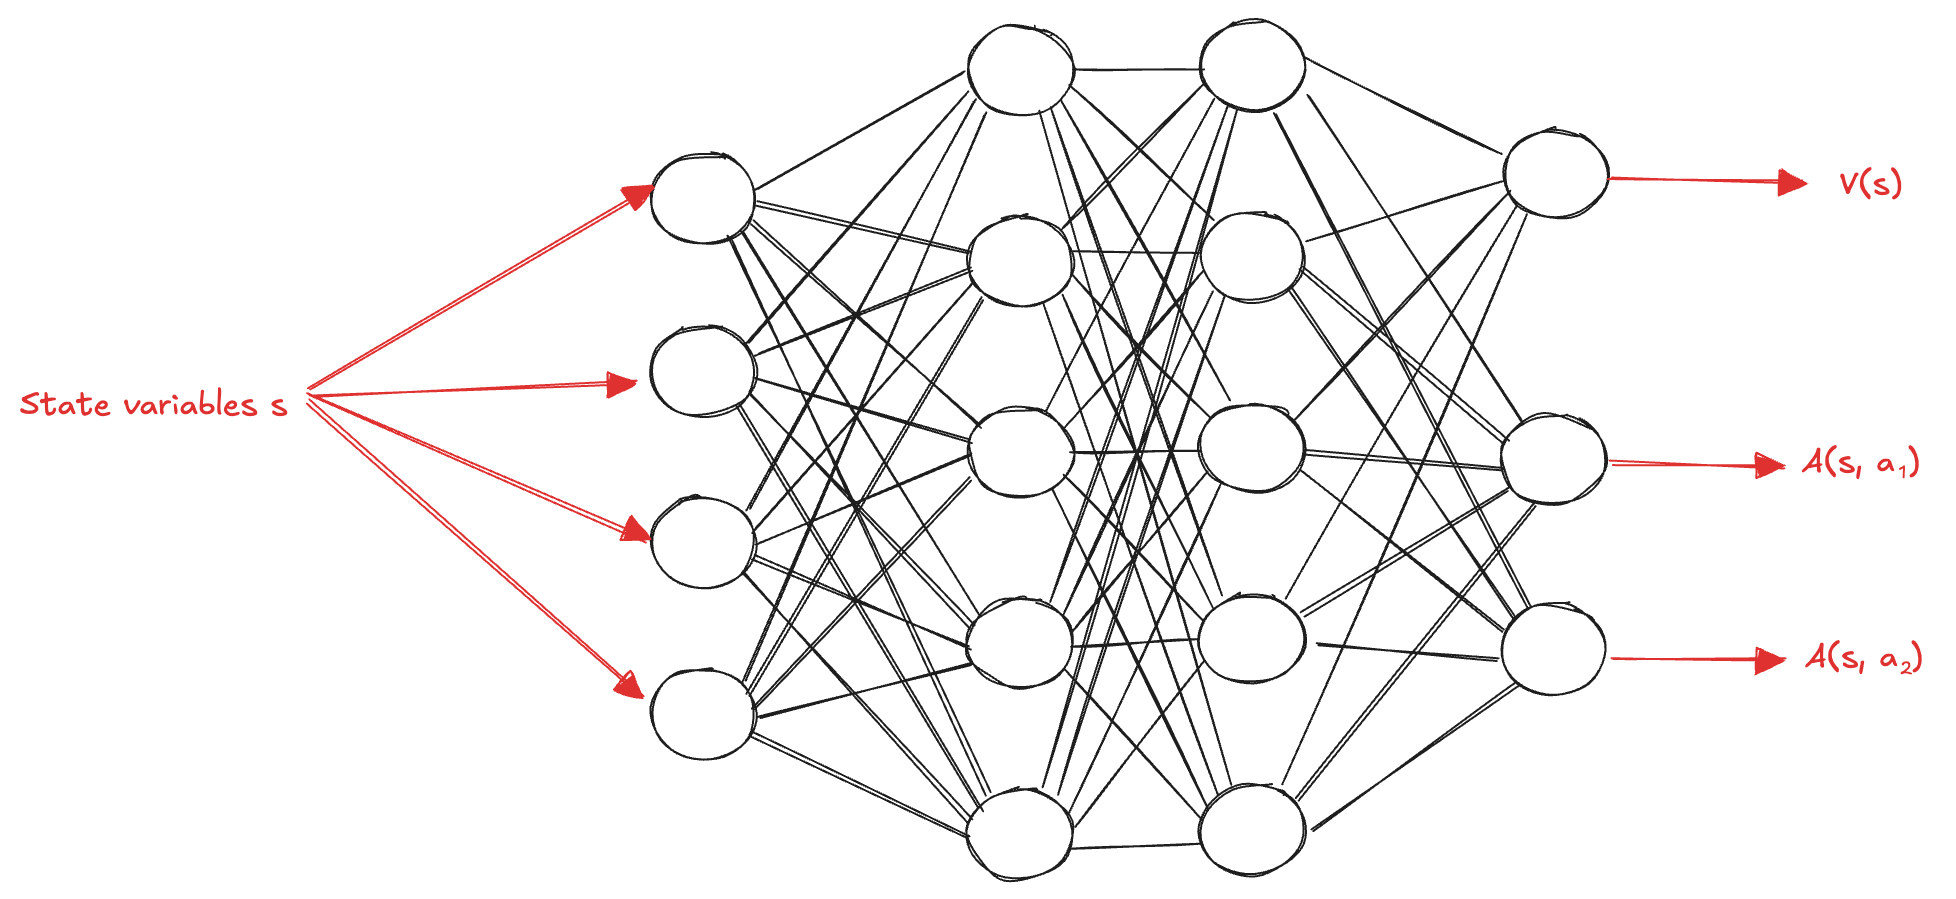 State variables s
V(s)
A(s, a₁)
A(s, a₂)